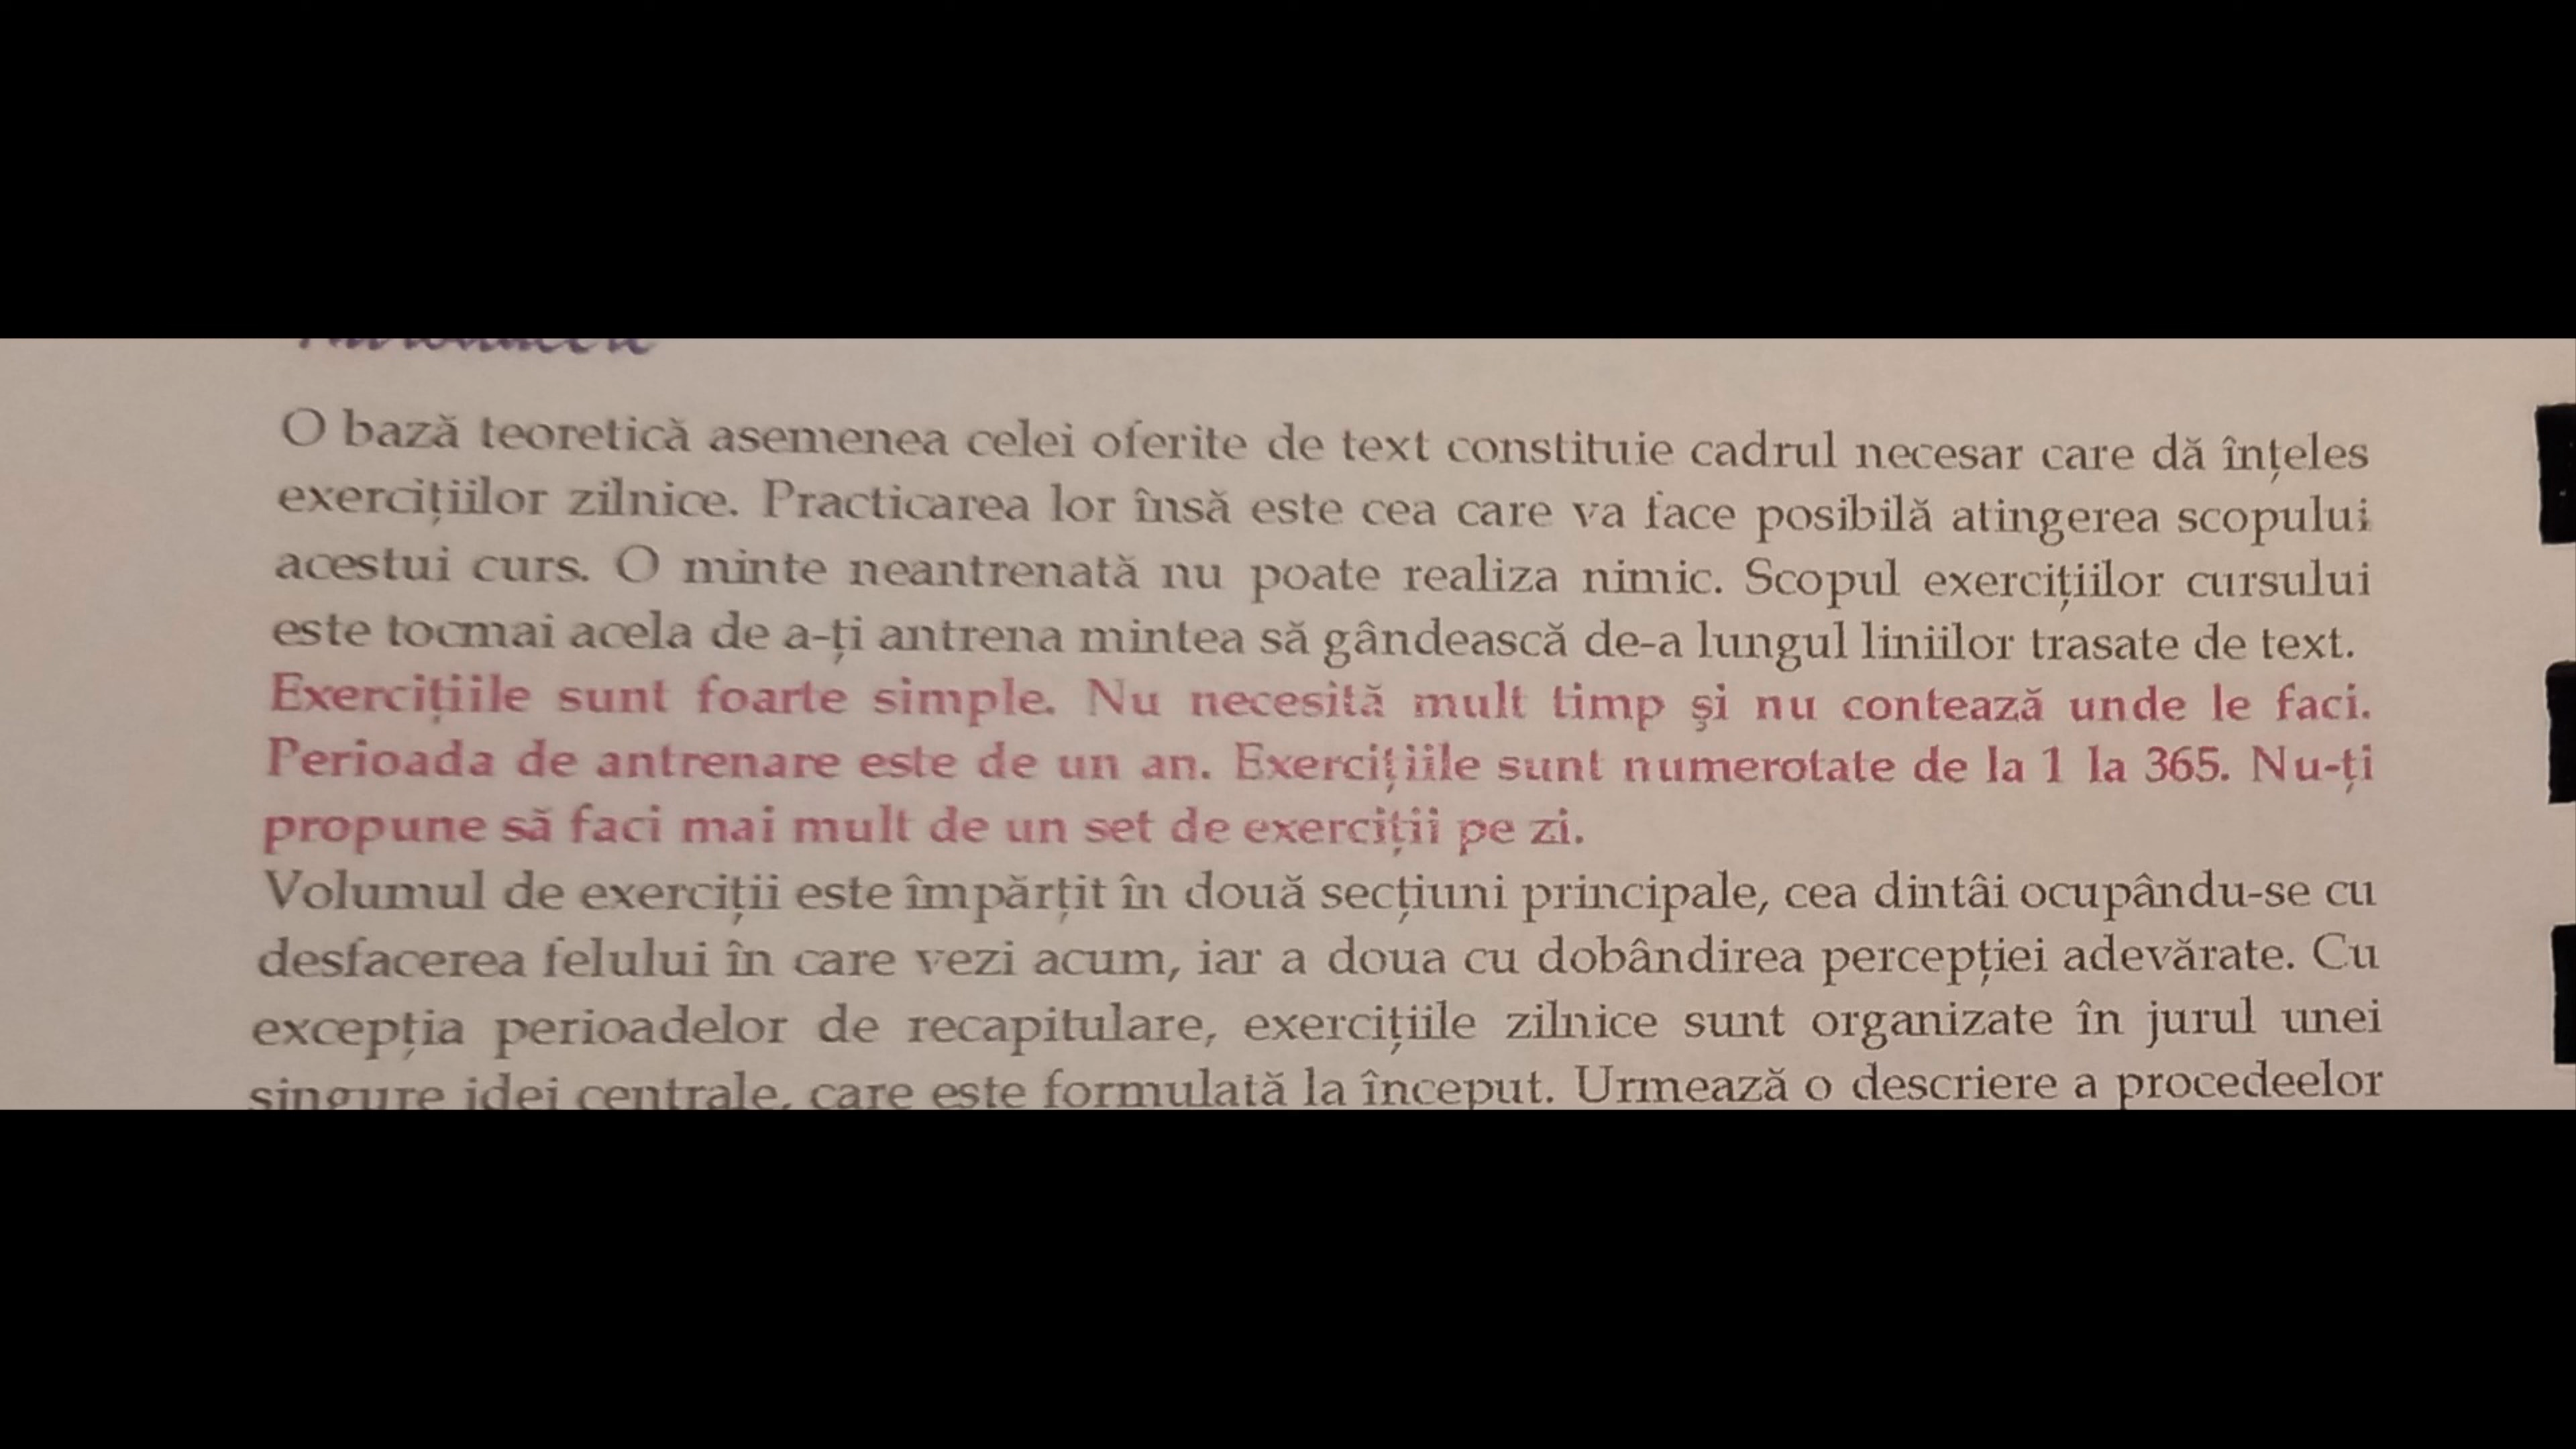 O bază teoretică asemenea celei oferite de text constituie cadrul necesar care dă înțeles
exercițiilor zilnice. Practicarea lor însă este cea care va face posibilă atingerea scopului
acestui curs. O minte neantrenată nu poate realiza nimic. Scopul exercițiilor cursului
este tocmai acela de a-ți antrena mintea să gândească de-a lungul liniilor trasate de text.
Exercițiile sunt foarte simple. Nu necesită mult timp și nu contează unde le faci.
Perioada de antrenare este de un an. Exercițiile sunt numerotate de la 1 la 365. Nu-ți
propune să faci mai mult de un set de exerciții pe zi.
Volumul de exerciții este împărțit în două secțiuni principale, cea dintâi ocupându-se cu
desfacerea felului în care vezi acum, iar a doua cu dobândirea percepției adevărate. Cu
excepția perioadelor de recapitulare, exercițiile zilnice sunt organizate în jurul unei
singure idei centrale, care este formulată la început. Urmează o descriere a procedeelor